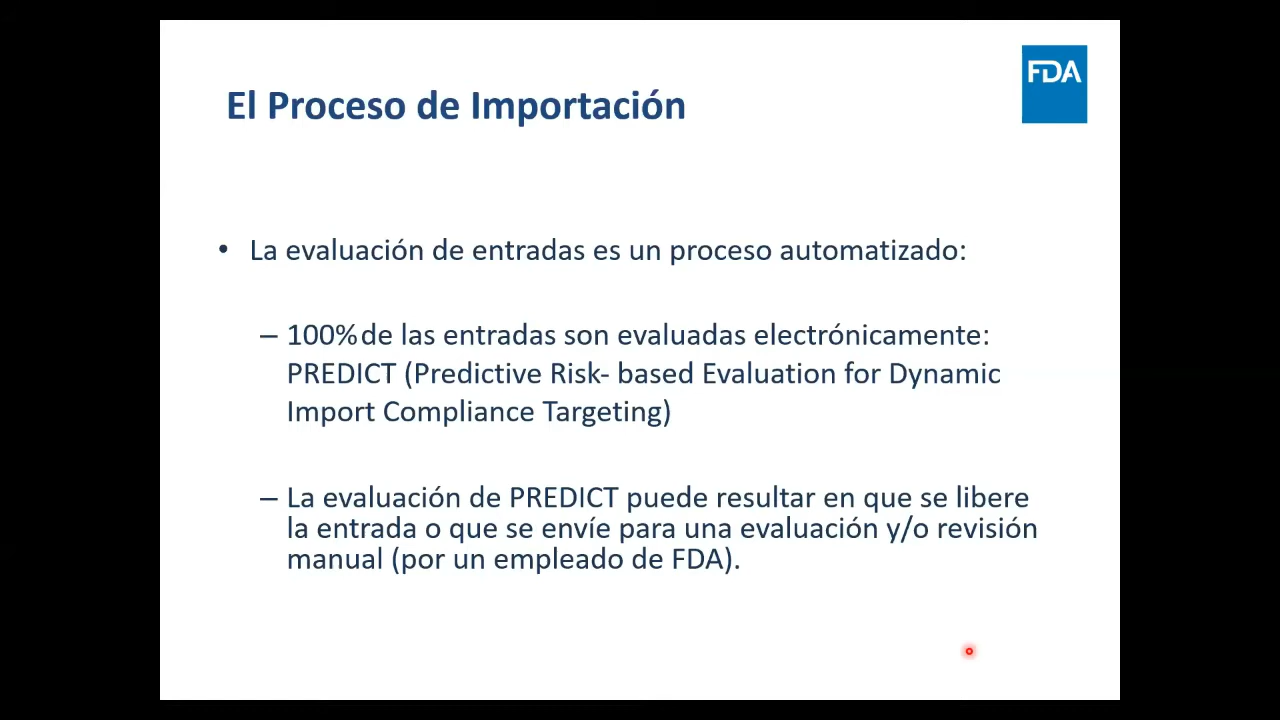 FDA
El Proceso de Importación
• La evaluación de entradas es un proceso automatizado:
– 100% de las entradas son evaluadas electrónicamente:
PREDICT (Predictive Risk- based Evaluation for Dynamic
Import Compliance Targeting)
– La evaluación de PREDICT puede resultar en que se libere
la entrada o que se envíe para una evaluación y/o revisión
manual (por un empleado de FDA).